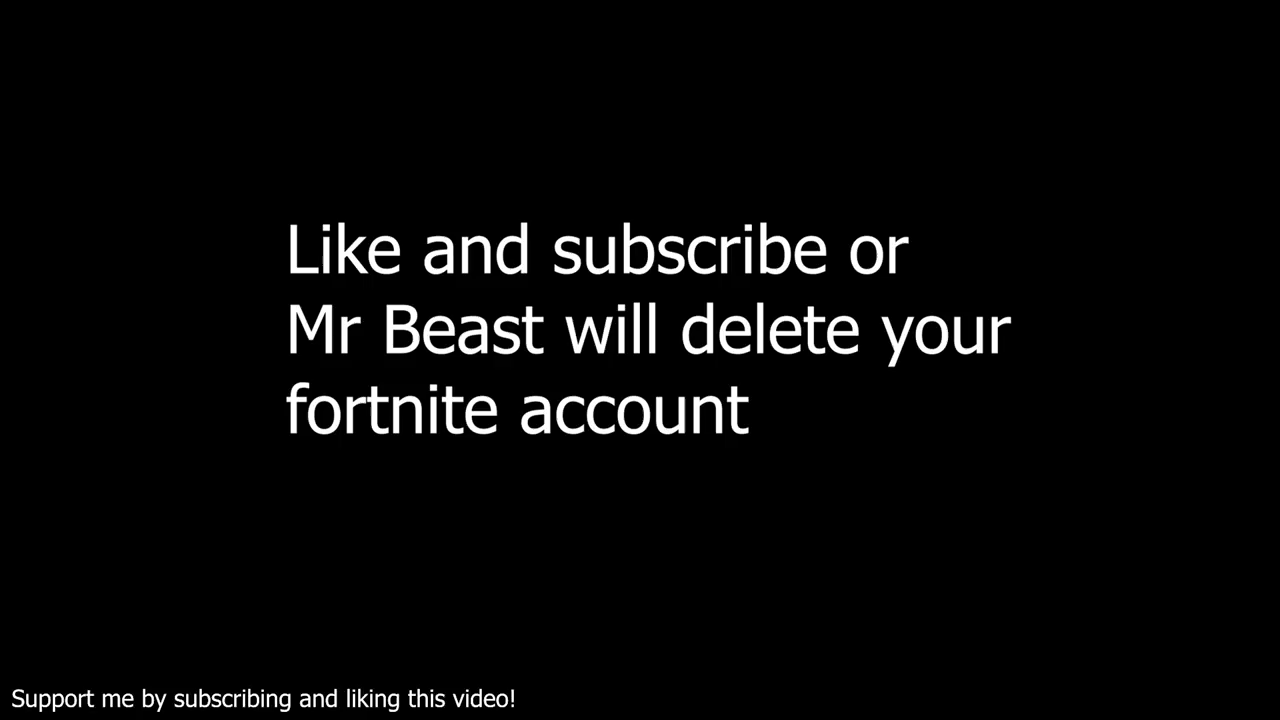 Like and subscribe or
Mr Beast will delete your
fortnite account
Support me by subscribing and liking this video!